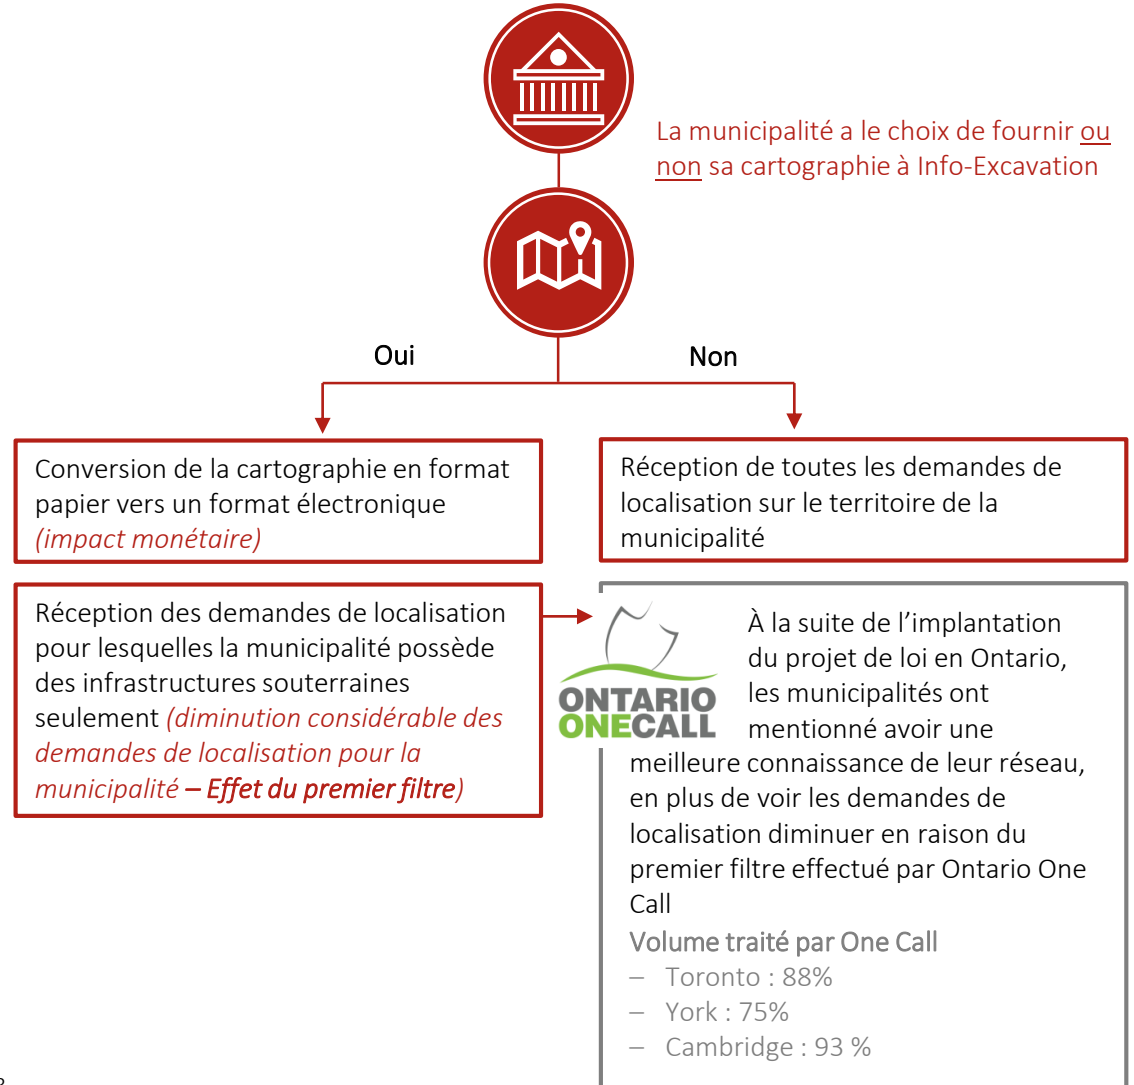 La municipalité a le choix de fournir ou
non sa cartographie à Info-Excavation
Oui
Non
Conversion de la cartographie en format
papier vers un format électronique
(impact monétaire)
Réception de toutes les demandes de
localisation sur le territoire de la
municipalité
Réception des demandes de localisation
pour lesquelles la municipalité possède
des infrastructures souterraines
seulement (diminution considérable des
demandes de localisation pour la
municipalité – Effet du premier filtre)
ONTARIO
ONECALL
À la suite de l’implantation
du projet de loi en Ontario,
les municipalités ont
mentionné avoir une
meilleure connaissance de leur réseau,
en plus de voir les demandes de
localisation diminuer en raison du
premier filtre effectué par Ontario One
Call
Volume traité par One Call
– Toronto : 88%
– York : 75%
– Cambridge : 93 %